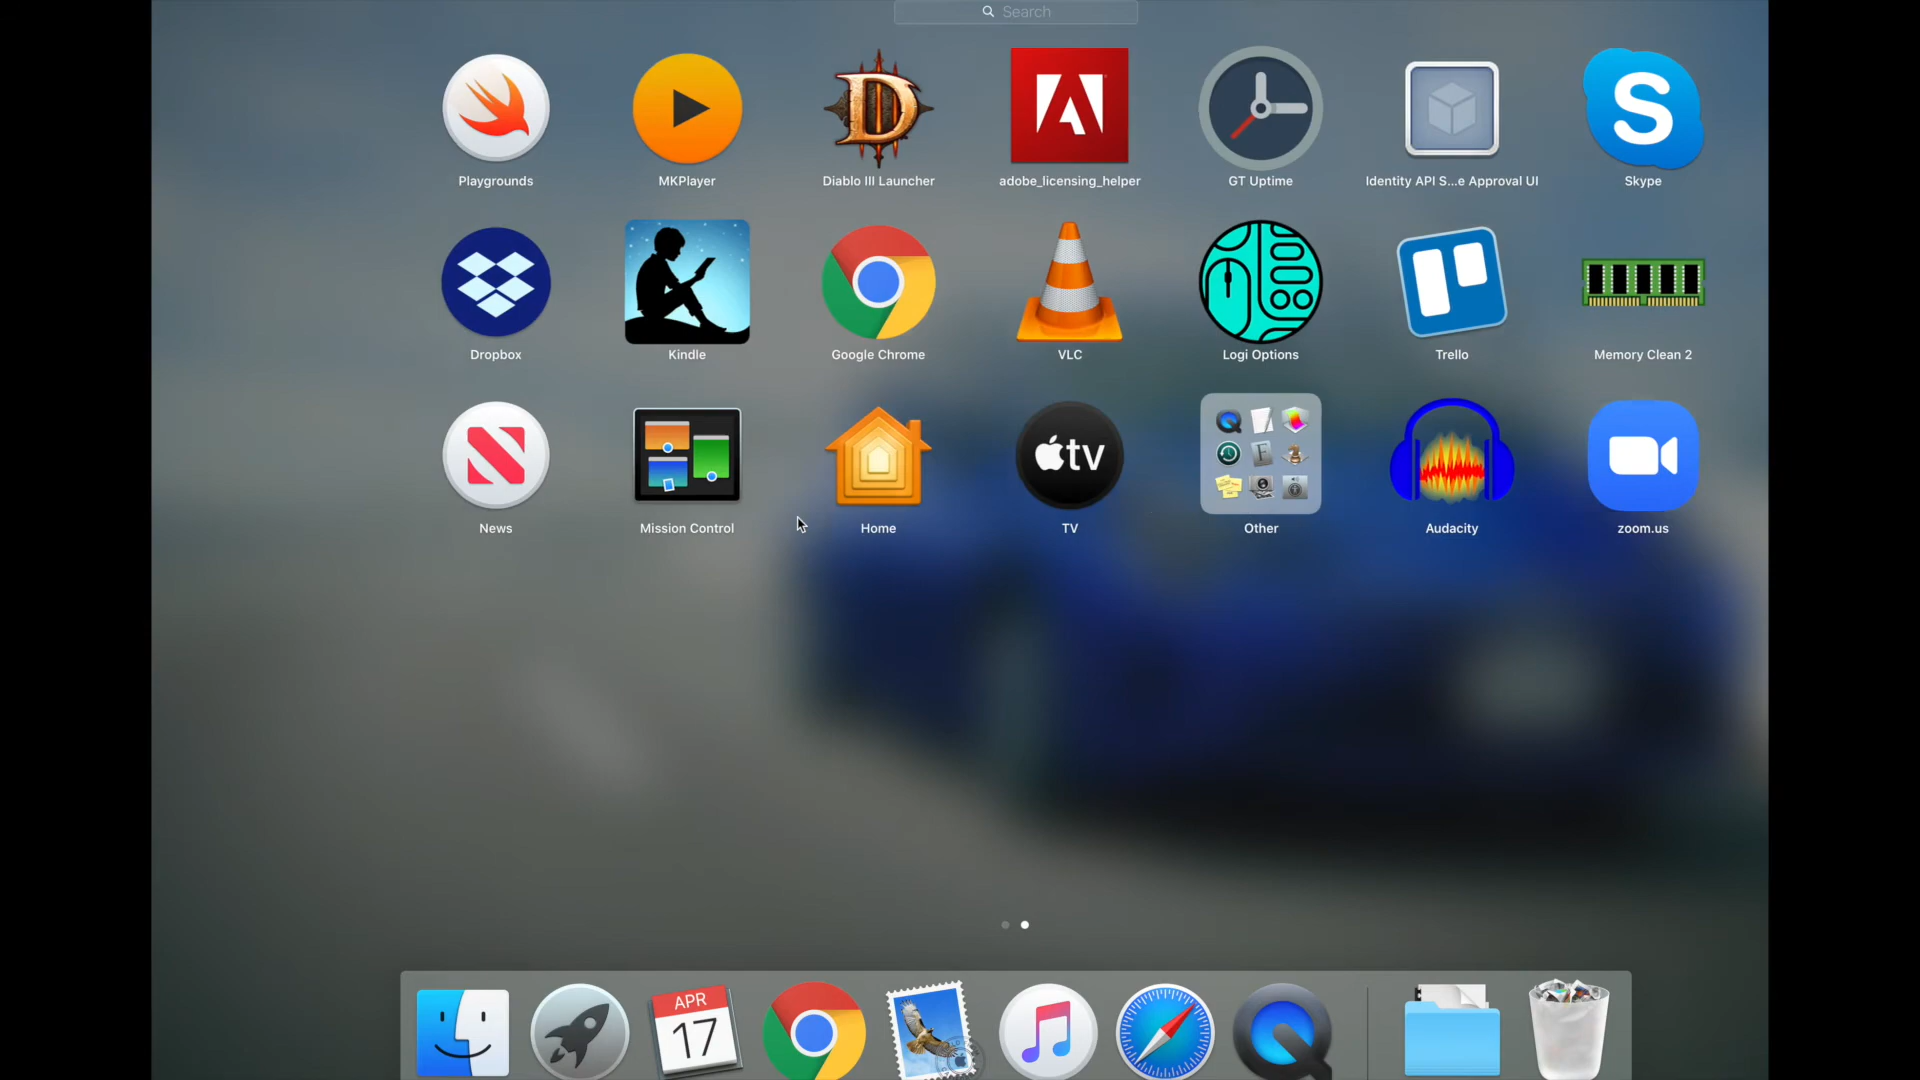 Search
Playgrounds
MKPlayer
Diablo III Launcher
adobe_licensing_helper
GT Uptime
Identity API S...e Approval UI
Skype
Dropbox
Kindle
Google Chrome
VLC
Logi Options
Trello
Memory Clean 2
News
Mission Control
Home
tv
TV
Other
Audacity
zoom.us
APR
17